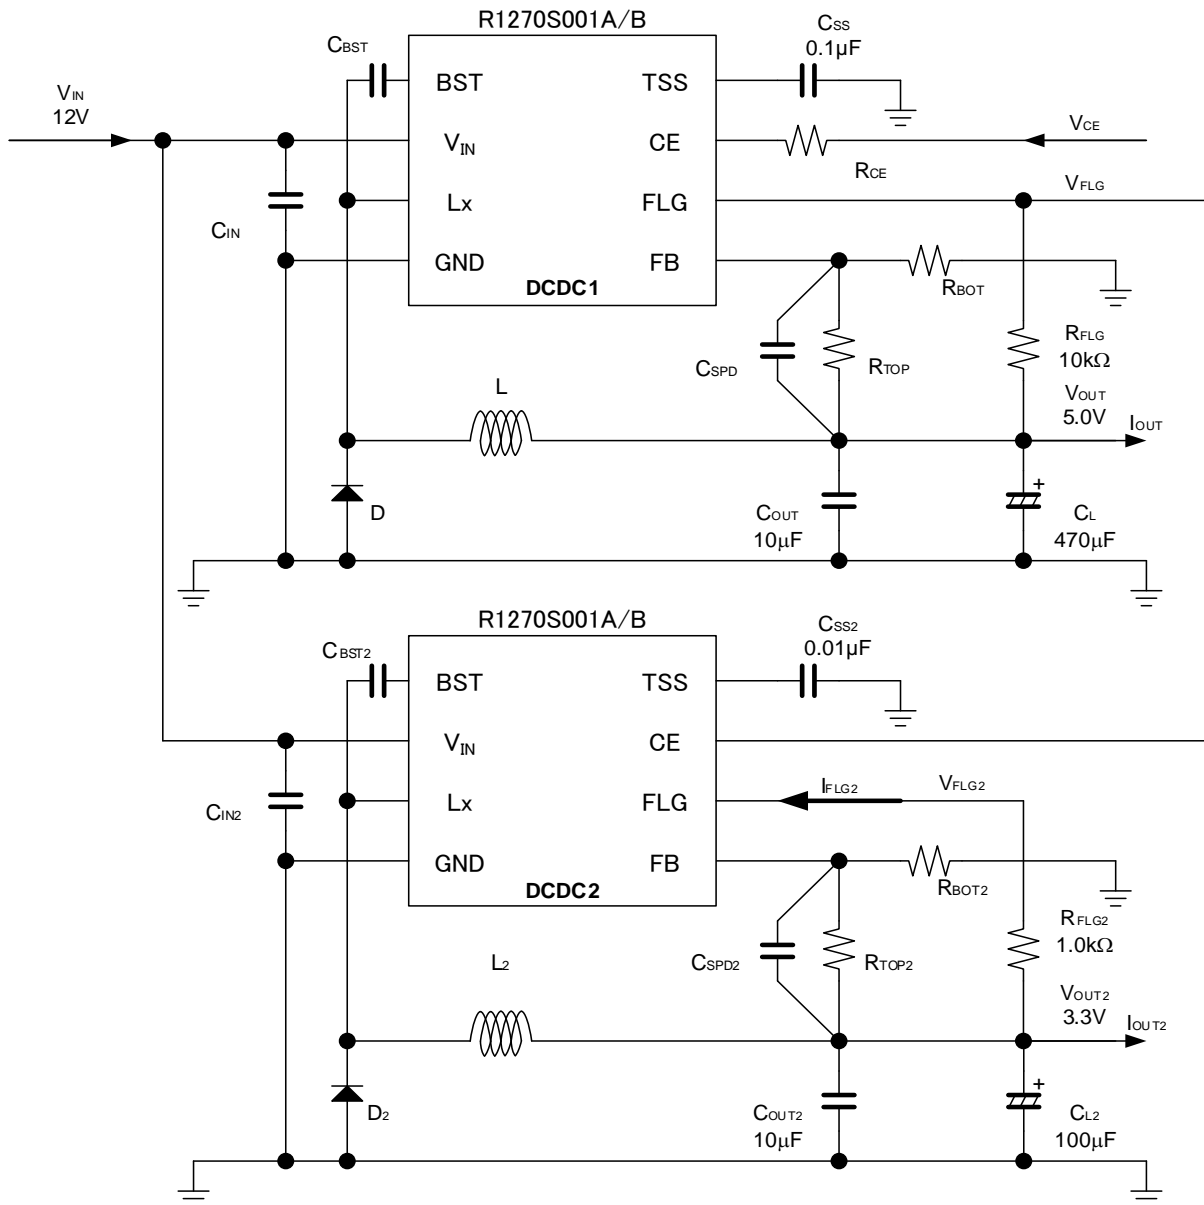 R1270S001A/B
CBST
CSS
0.1µF
BST
TSS
VIN
12V
VIN
CE
VCE
RCE
Lx
FLG
VFLG
CIN
GND
FB
DCDC1
RBOT
CSPD
RTOP
RFLG
10kΩ
L
VOUT
5.0V
IOUT
D
COUT
10µF
CL
470µF
+
R1270S001A/B
CBST2
CSS2
0.01µF
BST
TSS
VIN
CE
CIN2
Lx
FLG
IFLG2
VFLG2
GND
FB
DCDC2
RBOT2
CSPD2
RTOP2
RFLG2
1.0kΩ
L2
VOUT2
3.3V
IOUT2
D2
COUT2
10µF
CL2
100µF
+